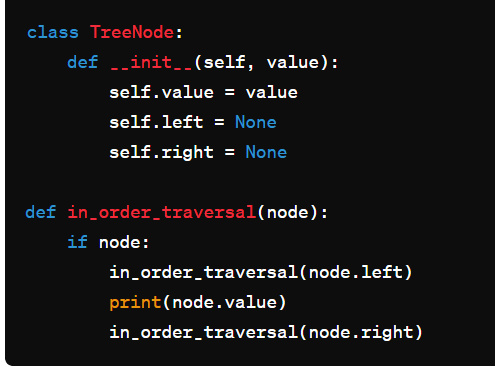 class TreeNode:
    def __init__(self, value):
        self.value = value
        self.left = None
        self.right = None

def in_order_traversal(node):
    if node:
        in_order_traversal(node.left)
        print(node.value)
        in_order_traversal(node.right)